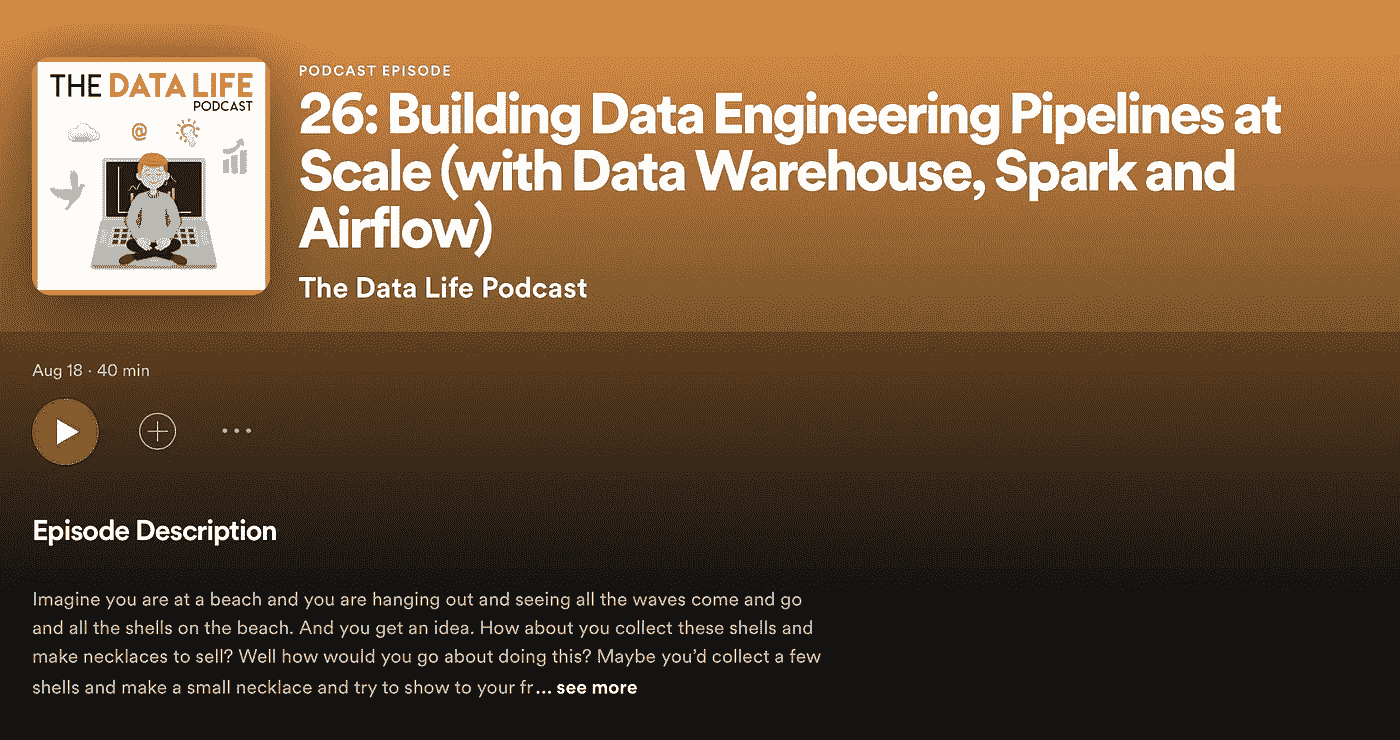 THE DATA LIFE
PODCAST
@
PODCAST EPISODE
26: Building Data Engineering Pipelines at
Scale (with Data Warehouse, Spark and
Airflow)
The Data Life Podcast
Aug 18 · 40 min
Episode Description
Imagine you are at a beach and you are hanging out and seeing all the waves come and go
and all the shells on the beach. And you get an idea. How about you collect these shells and
make necklaces to sell? Well how would you go about doing this? Maybe you’d collect a few
shells and make a small necklace and try to show to your fr... see more